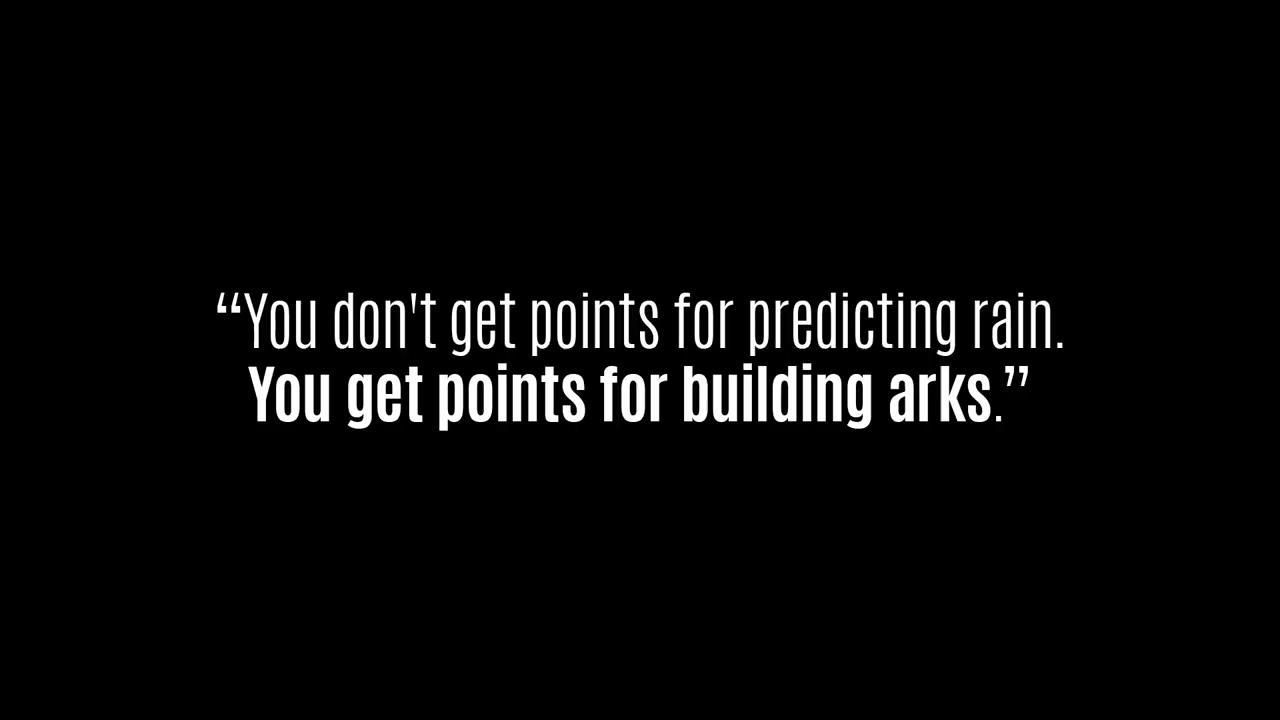 “You don't get points for predicting rain.
You get points for building arks.”